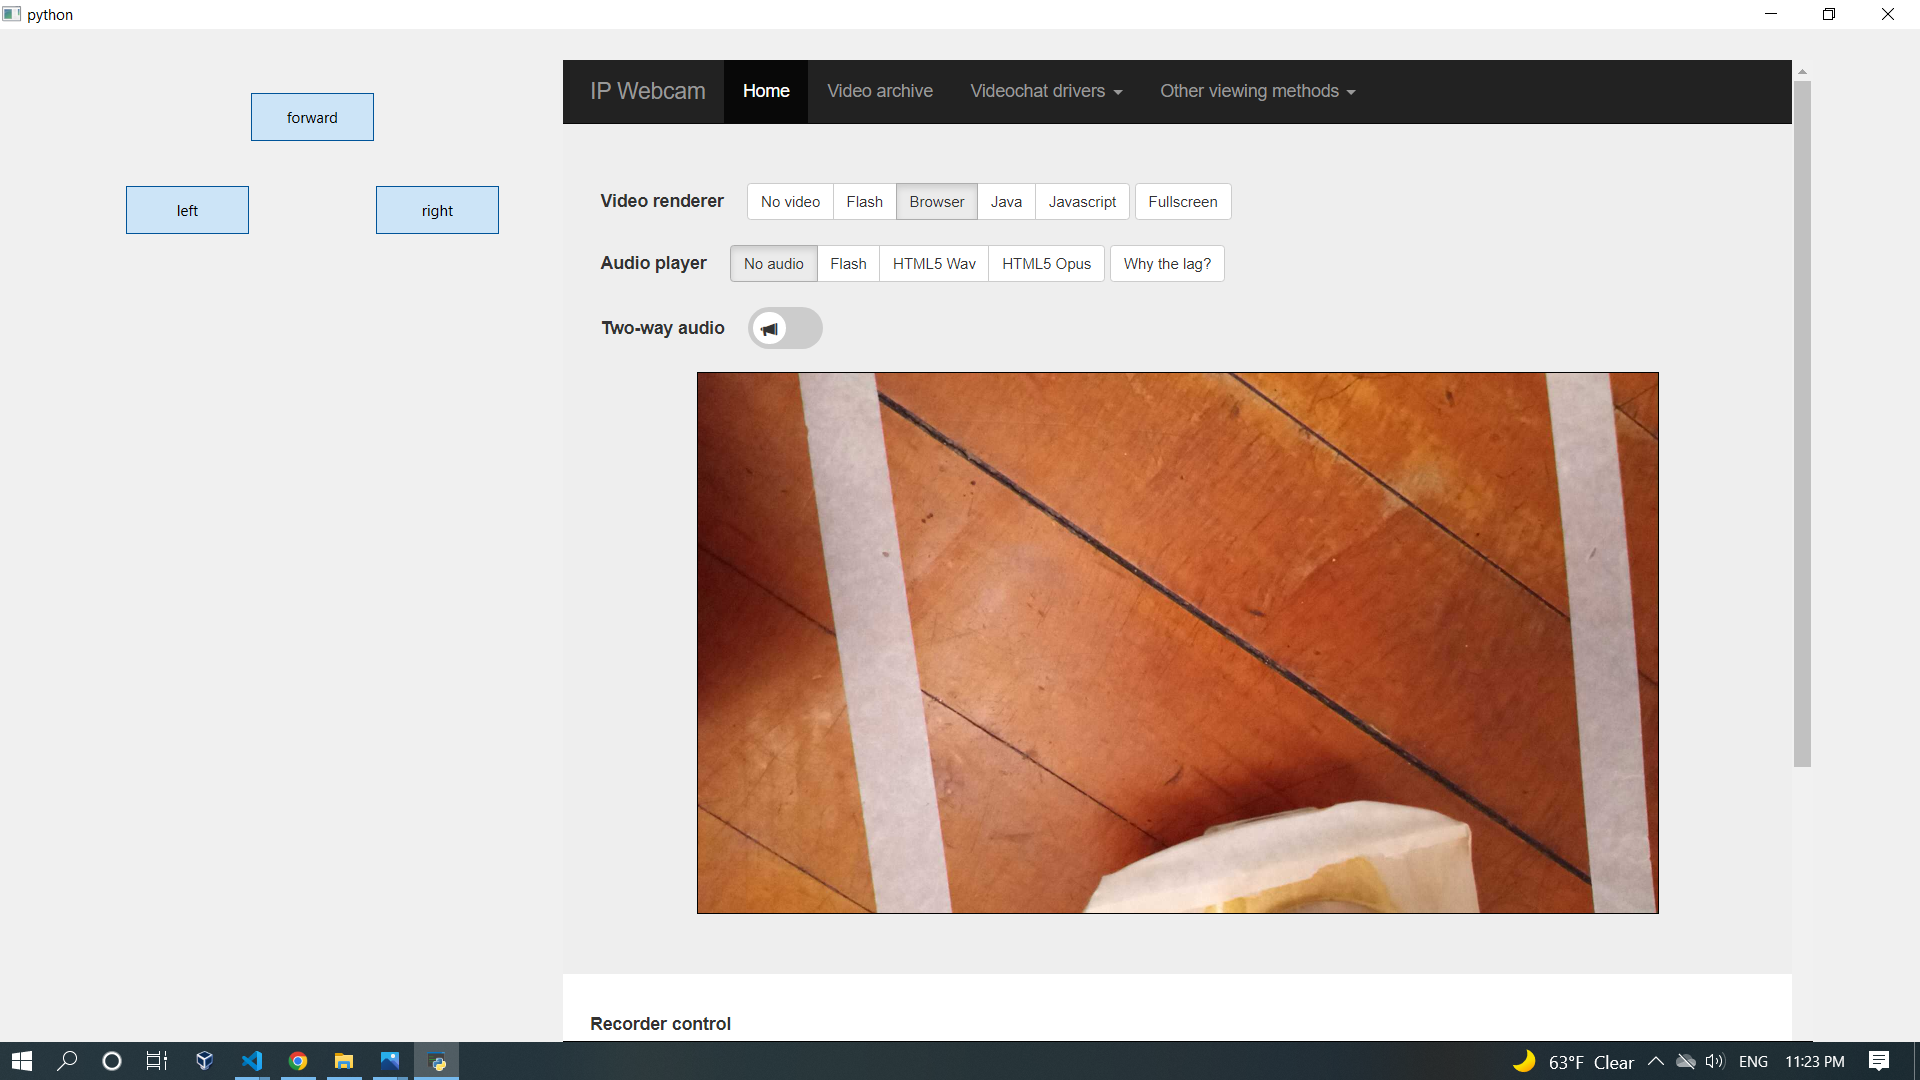 python
forward
left right
IP Webcam Home Video archive Videochat drivers Other viewing methods
Video renderer No video Flash Browser Java Javascript Fullscreen
Audio player No audio Flash HTML5 Wav HTML5 Opus Why the lag?
Two-way audio
Recorder control
63°F Clear ENG 11:23 PM